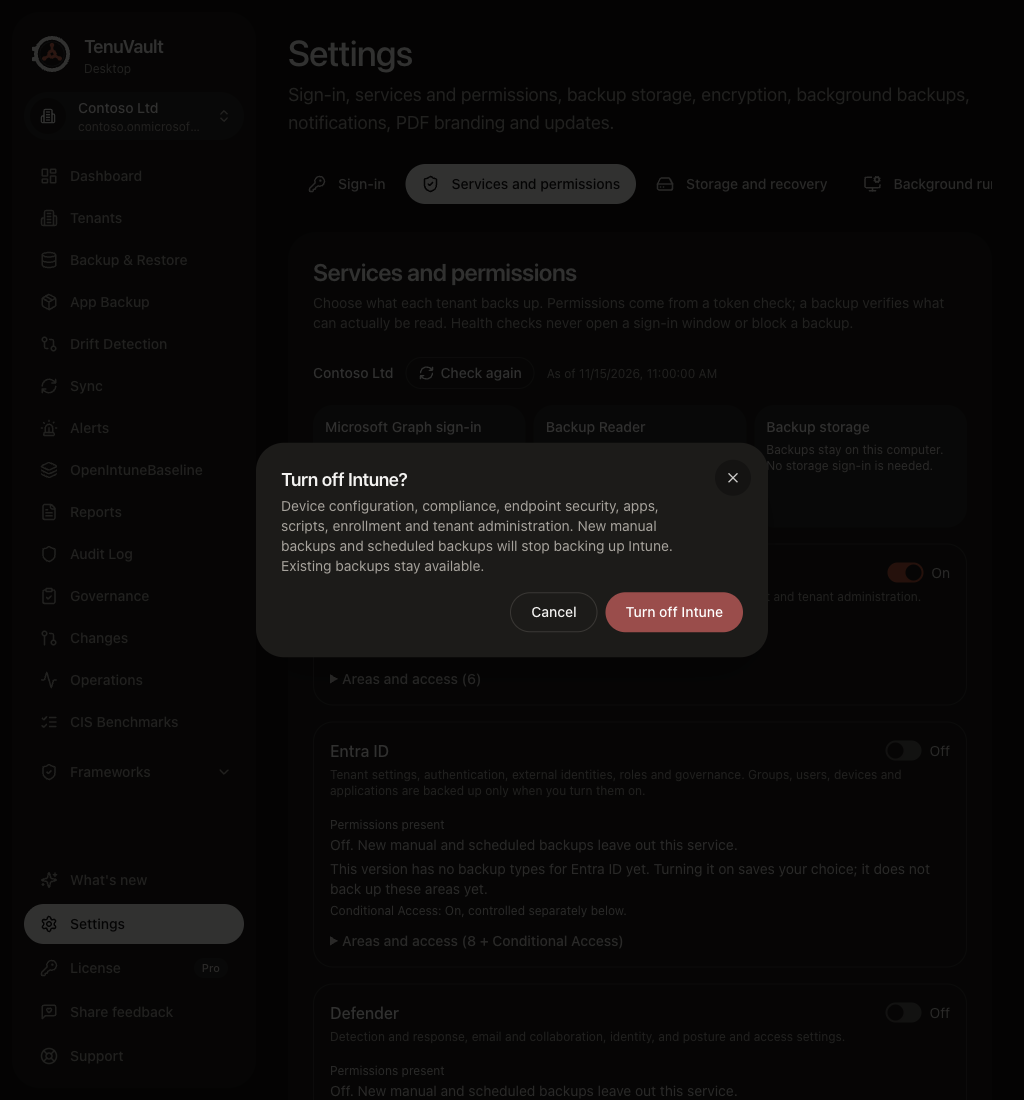 TenuVault
Desktop
Contoso Ltd
contoso.onmicrosof...
Dashboard
Tenants
Backup & Restore
App Backup
Drift Detection
Sync
Alerts
OpenIntuneBaseline
Reports
Audit Log
Governance
Changes
Operations
CIS Benchmarks
Frameworks
What's new
Settings
License
Pro
Share feedback
Support
Settings
Sign-in, services and permissions, backup storage, encryption, background backups,
notifications, PDF branding and updates.
Sign-in
Services and permissions
Storage and recovery
Background
Services and permissions
Choose what each tenant backs up. Permissions come from a token check; a backup verifies what
can actually be read. Health checks never open a sign-in window or block a backup.
Contoso Ltd
Check again
As of 11/15/2026, 11:00:00 AM
Microsoft Graph sign-in
Backup Reader
Backup storage
Backups stay on this computer.
No storage sign-in is needed.
Turn off Intune?
Device configuration, compliance, endpoint security, apps,
scripts, enrollment and tenant administration. New manual
backups and scheduled backups will stop backing up Intune.
Existing backups stay available.
Cancel
Turn off Intune
On
and tenant administration.
Areas and access (6)
Entra ID
Off
Tenant settings, authentication, external identities, roles and governance. Groups, users, devices and
applications are backed up only when you turn them on.
Permissions present
Off. New manual and scheduled backups leave out this service.
This version has no backup types for Entra ID yet. Turning it on saves your choice; it does not
back up these areas yet.
Conditional Access: On, controlled separately below.
Areas and access (8 + Conditional Access)
Defender
Off
Detection and response, email and collaboration, identity, and posture and access settings.
Permissions present
Off. New manual and scheduled backups leave out this service.